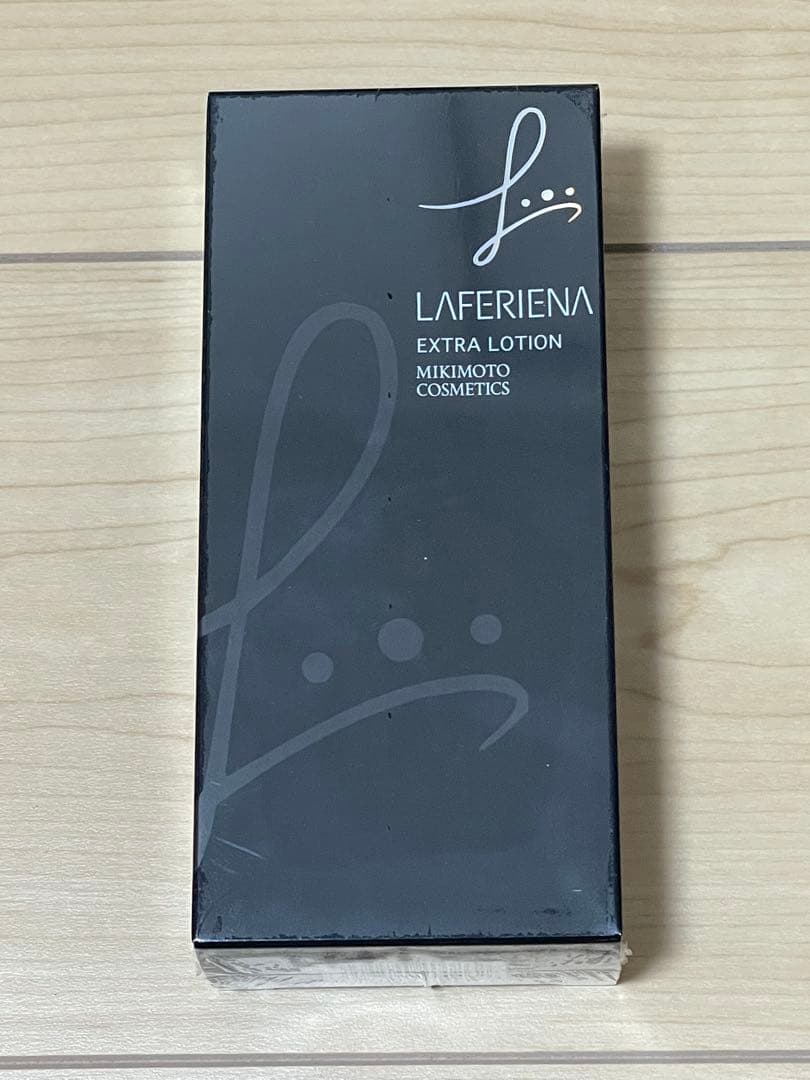 LAFERIENA
EXTRA LOTION
MIKIMOTO
COSMETICS